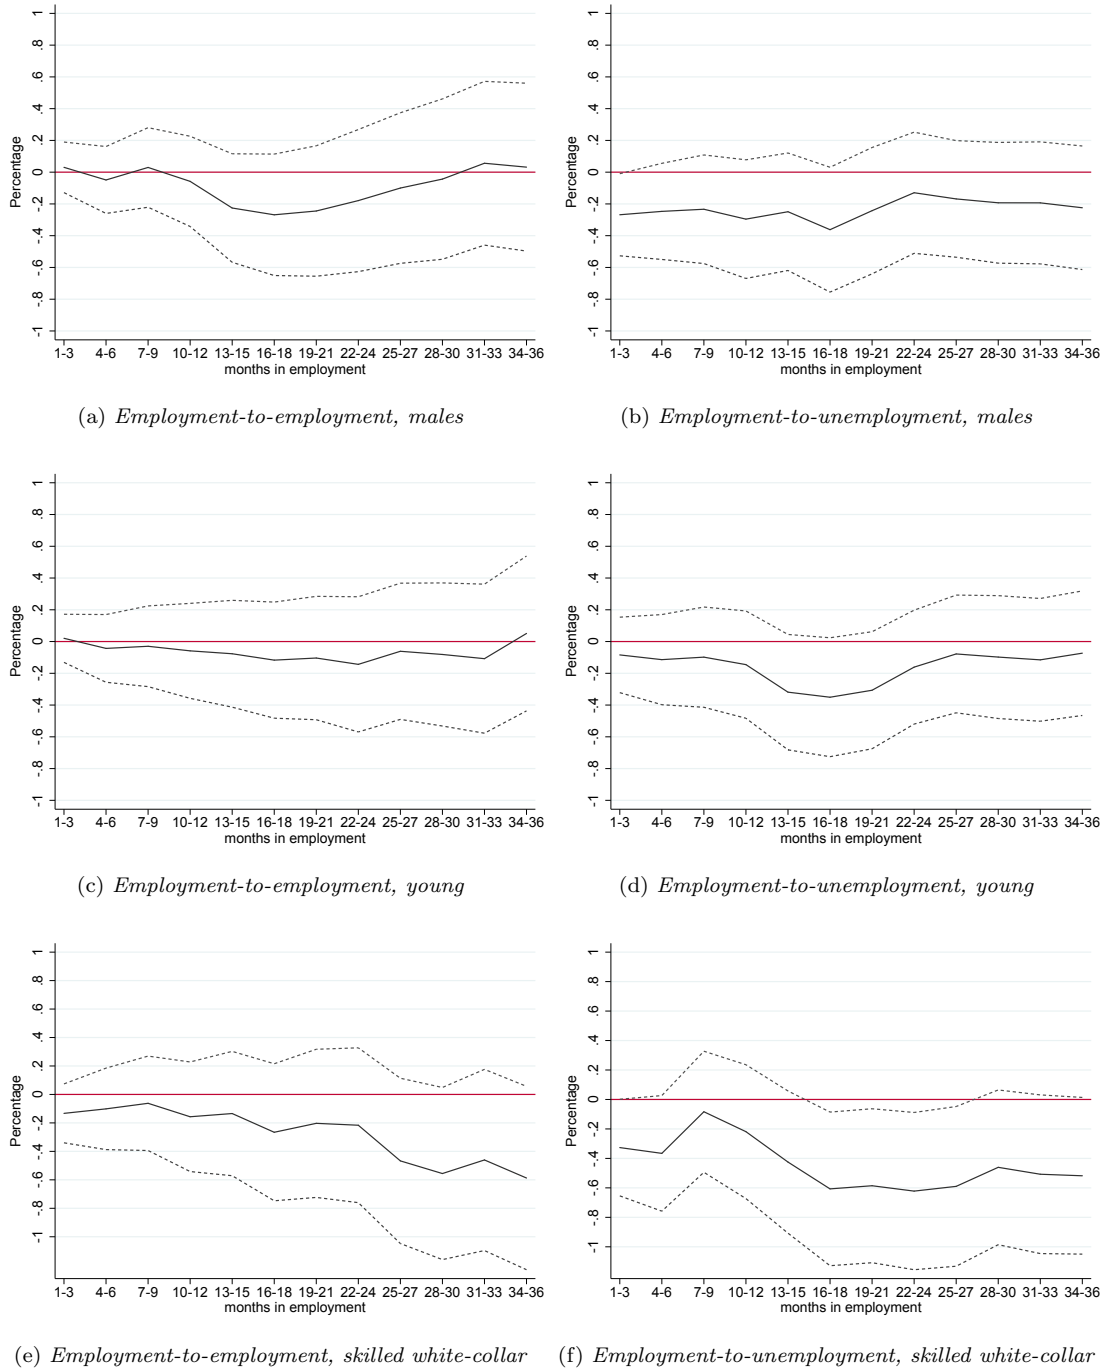 1
.8
.6
.4
.2
0
-.2
-.4
-.6
-.8
-1
Percentage
1-3 4-6 7-9 10-12 13-15 16-18 19-21 22-24 25-27 28-30 31-33 34-36
months in employment
(a) Employment-to-employment, males
1
.8
.6
.4
.2
0
-.2
-.4
-.6
-.8
-1
Percentage
1-3 4-6 7-9 10-12 13-15 16-18 19-21 22-24 25-27 28-30 31-33 34-36
months in employment
(b) Employment-to-unemployment, males
1
.8
.6
.4
.2
0
-.2
-.4
-.6
-.8
-1
Percentage
1-3 4-6 7-9 10-12 13-15 16-18 19-21 22-24 25-27 28-30 31-33 34-36
months in employment
(c) Employment-to-employment, young
1
.8
.6
.4
.2
0
-.2
-.4
-.6
-.8
-1
Percentage
1-3 4-6 7-9 10-12 13-15 16-18 19-21 22-24 25-27 28-30 31-33 34-36
months in employment
(d) Employment-to-unemployment, young
1
.8
.6
.4
.2
0
-.2
-.4
-.6
-.8
-1
Percentage
1-3 4-6 7-9 10-12 13-15 16-18 19-21 22-24 25-27 28-30 31-33 34-36
months in employment
(e) Employment-to-employment, skilled white-collar
1
.8
.6
.4
.2
0
-.2
-.4
-.6
-.8
-1
Percentage
1-3 4-6 7-9 10-12 13-15 16-18 19-21 22-24 25-27 28-30 31-33 34-36
months in employment
(f) Employment-to-unemployment, skilled white-collar